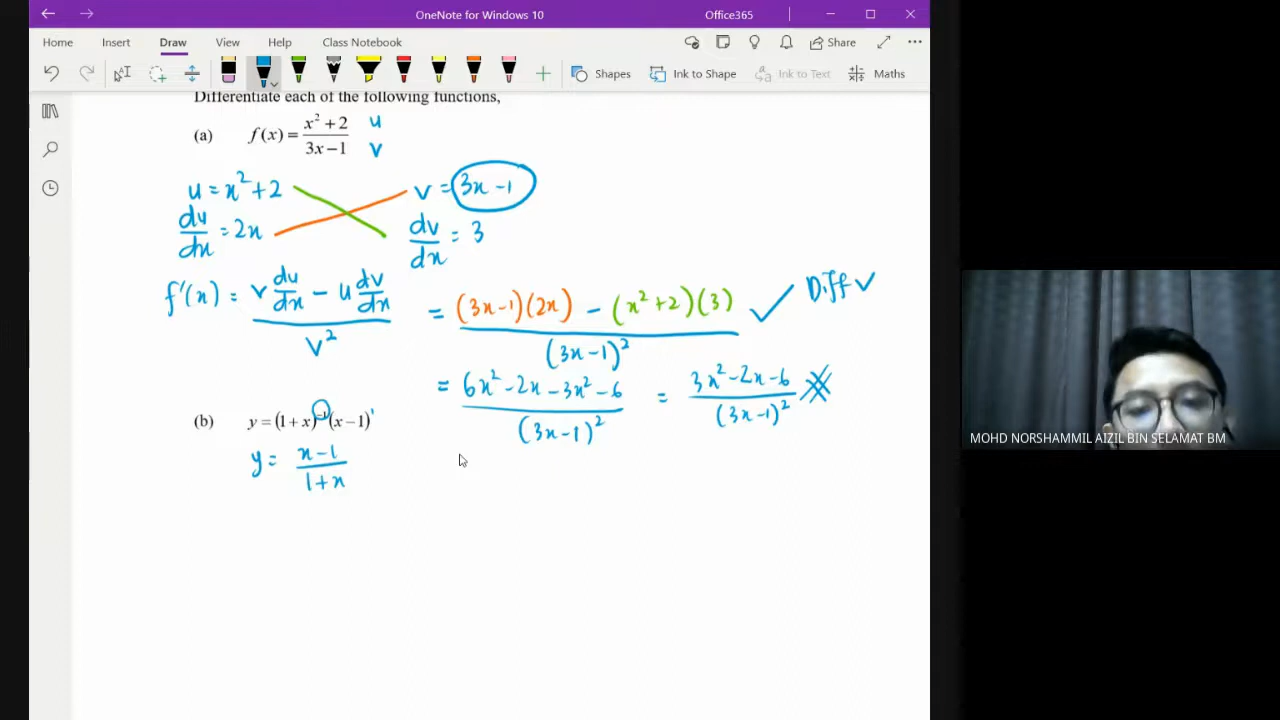 OneNote for Windows 10
Office365
Home Insert Draw View Help Class Notebook
Share
Shapes Ink to Shape Ink to Text Maths
Differentiate each of the following functions,
(a) f(x) = (x² + 2)/(3x − 1) u v
u = x² + 2 v = 3x − 1
du/dx = 2x dv/dx = 3
f'(x) = (v du/dx − u dv/dx)/v² = ((3x−1)(2x) − (x²+2)(3))/(3x−1)² ✓ Diff ✓
= (6x² − 2x − 3x² − 6)/(3x−1)² = (3x² − 2x − 6)/(3x−1)²
(b) y = (1 + x)⁻¹(x − 1)¹
y = (x − 1)/(1 + x)
MOHD NORSHAMMIL AIZIL BIN SELAMAT BM